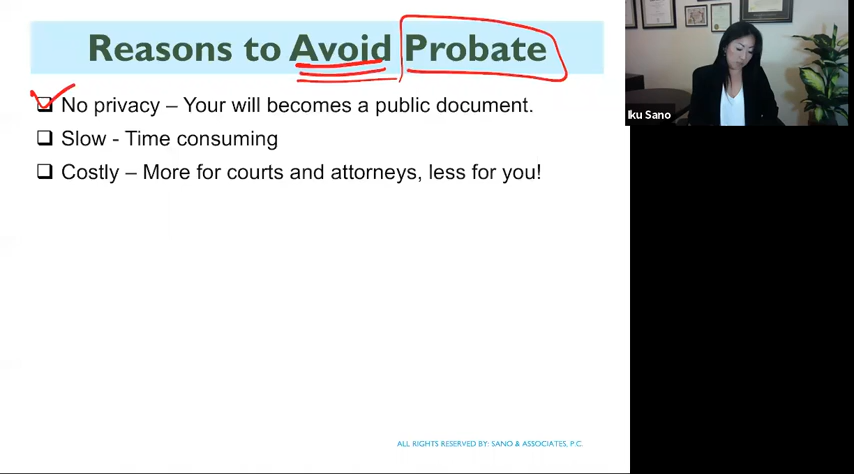 Reasons to Avoid Probate
No privacy – Your will becomes a public document.
Slow - Time consuming
Costly – More for courts and attorneys, less for you!
Iku Sano
ALL RIGHTS RESERVED BY: SANO & ASSOCIATES, P.C.